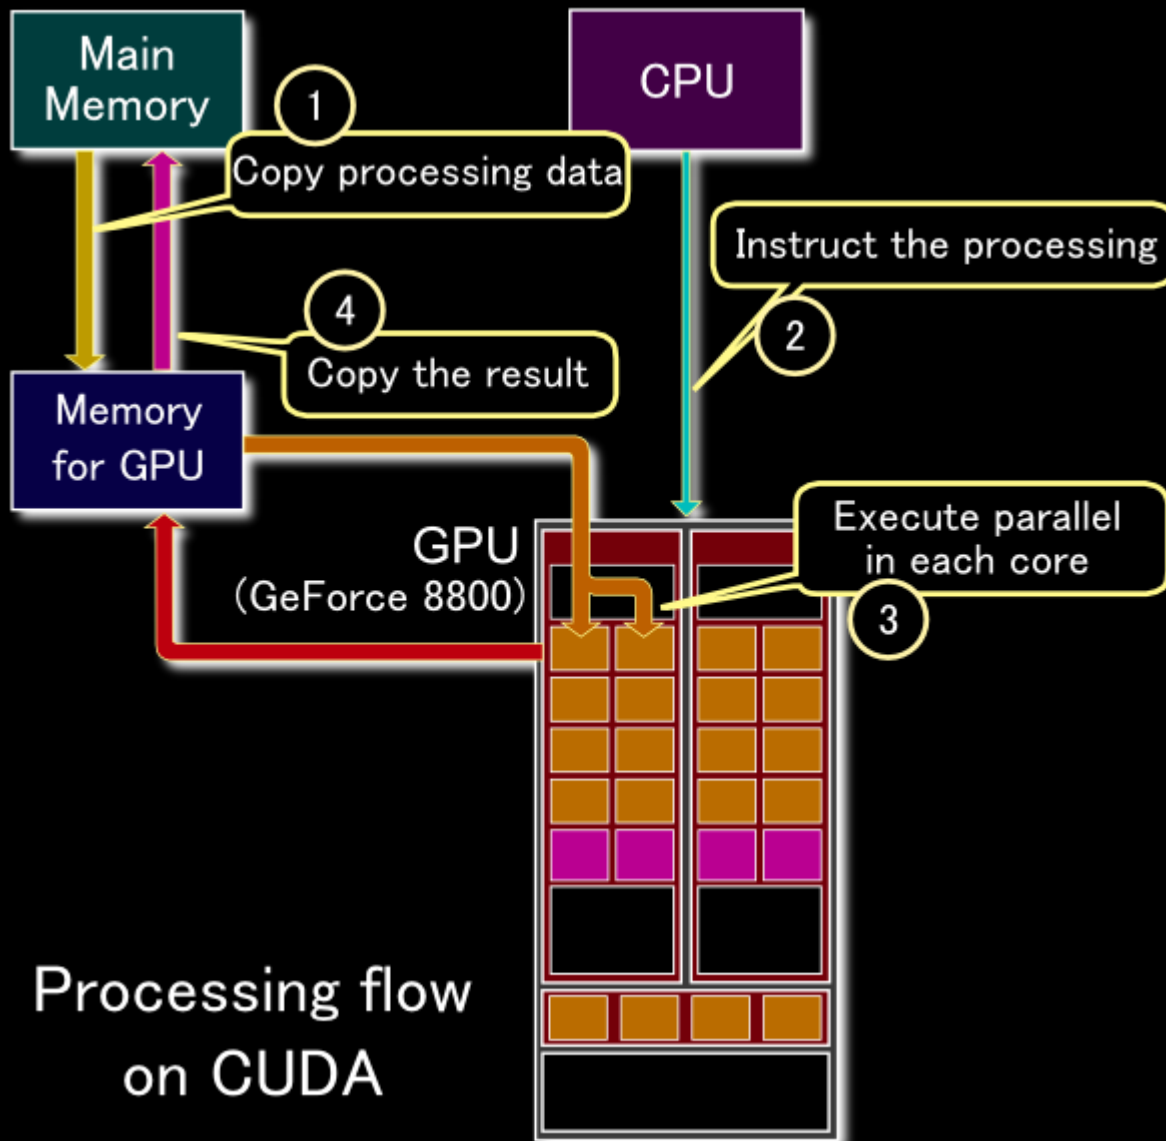 Main
Memory
CPU
1
Copy processing data
Instruct the processing
2
4
Copy the result
Memory
for GPU
GPU
(GeForce 8800)
Execute parallel
in each core
3
Processing flow
on CUDA